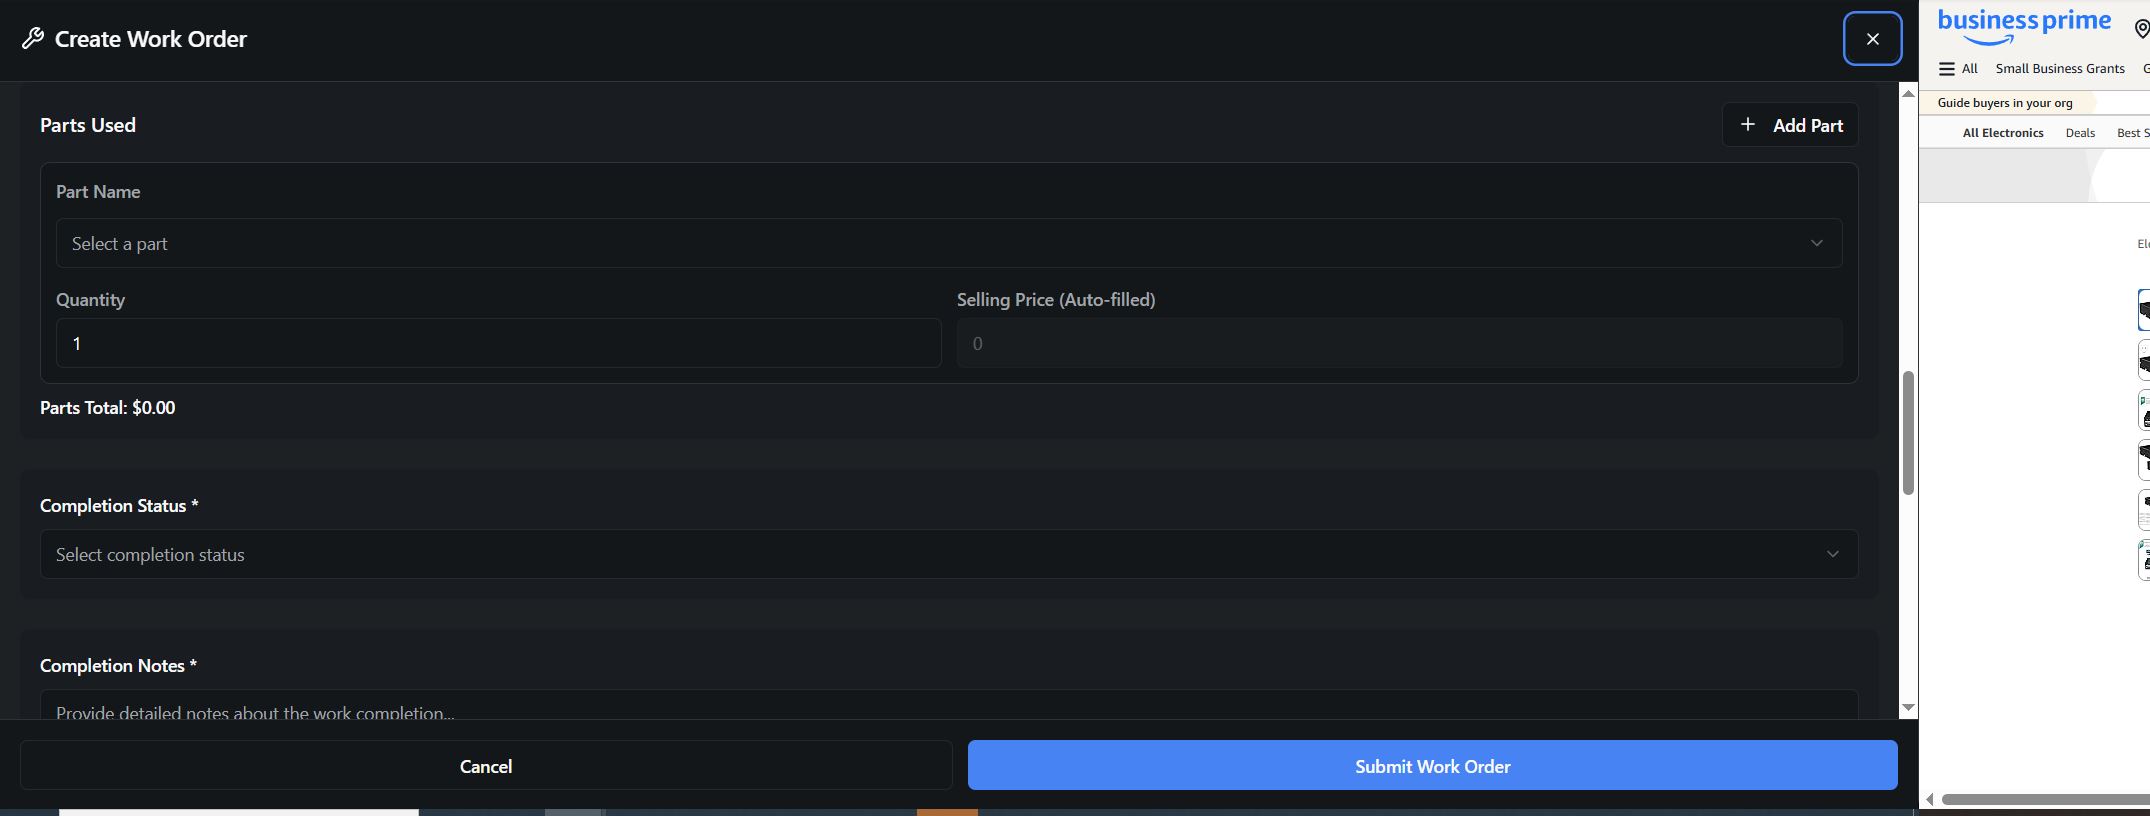 Create Work Order
Parts Used
Add Part
Part Name
Select a part
Quantity
Selling Price (Auto-filled)
1
0
Parts Total: $0.00
Completion Status *
Select completion status
Completion Notes *
Provide detailed notes about the work completion...
Cancel
Submit Work Order
business prime
All Small Business Grants G
Guide buyers in your org
All Electronics Deals Best S
Ele